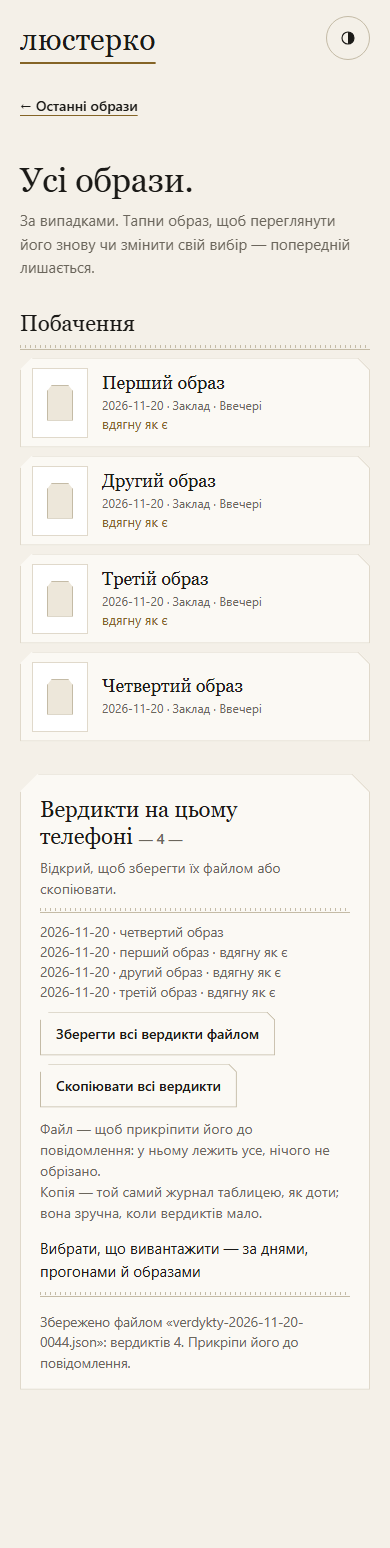 люстерко
← Останні образи
Усі образи.
За випадками. Тапни образ, щоб переглянути
його знову чи змінити свій вибір — попередній
лишається.
Побачення
Перший образ
2026-11-20 · Заклад · Ввечері
вдягну як є
Другий образ
2026-11-20 · Заклад · Ввечері
вдягну як є
Третій образ
2026-11-20 · Заклад · Ввечері
вдягну як є
Четвертий образ
2026-11-20 · Заклад · Ввечері
Вердикти на цьому
телефоні — 4 —
Відкрий, щоб зберегти їх файлом або
скопіювати.
2026-11-20 · четвертий образ
2026-11-20 · перший образ · вдягну як є
2026-11-20 · другий образ · вдягну як є
2026-11-20 · третій образ · вдягну як є
Зберегти всі вердикти файлом
Скопіювати всі вердикти
Файл — щоб прикріпити його до
повідомлення: у ньому лежить усе, нічого не
обрізано.
Копія — той самий журнал таблицею, як доти;
вона зручна, коли вердиктів мало.
Вибрати, що вивантажити — за днями,
прогонами й образами
Збережено файлом «verdykty-2026-11-20-
0044.json»: вердиктів 4. Прикріпи його до
повідомлення.